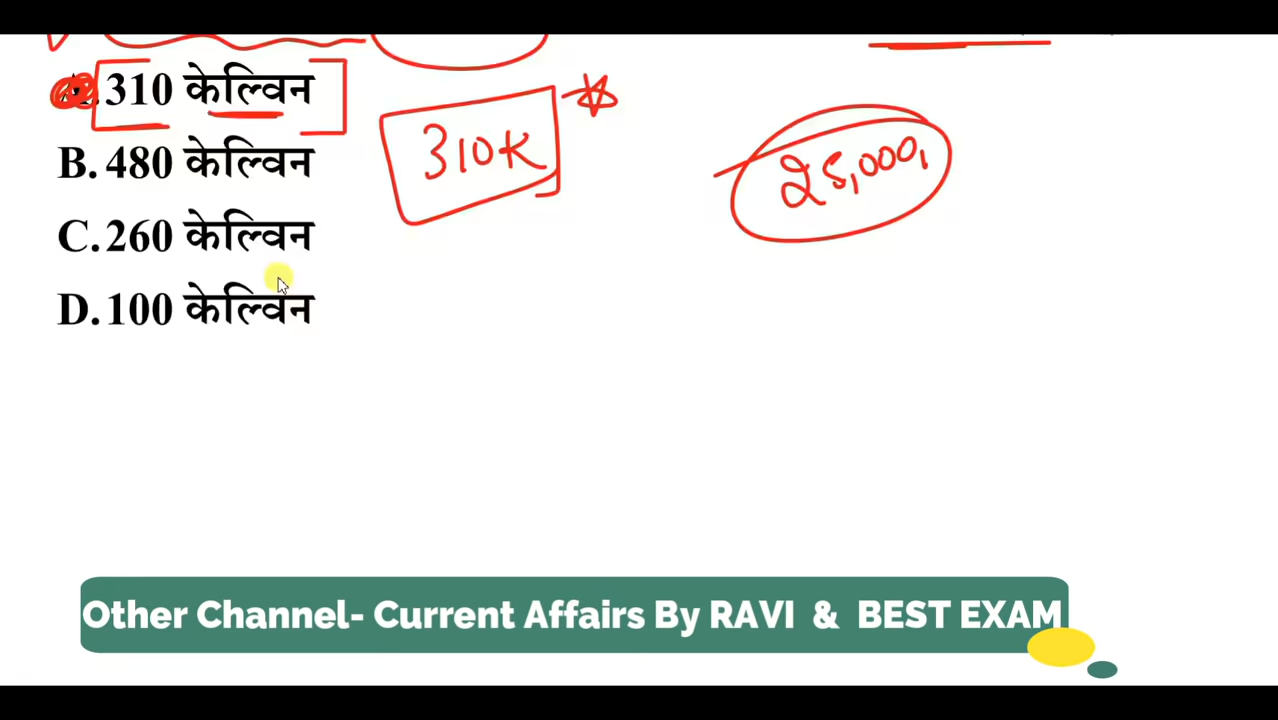 A. 310 केल्विन
310K
B. 480 केल्विन
25,000,
C. 260 केल्विन
D. 100 केल्विन
Other Channel- Current Affairs By RAVI & BEST EXAM